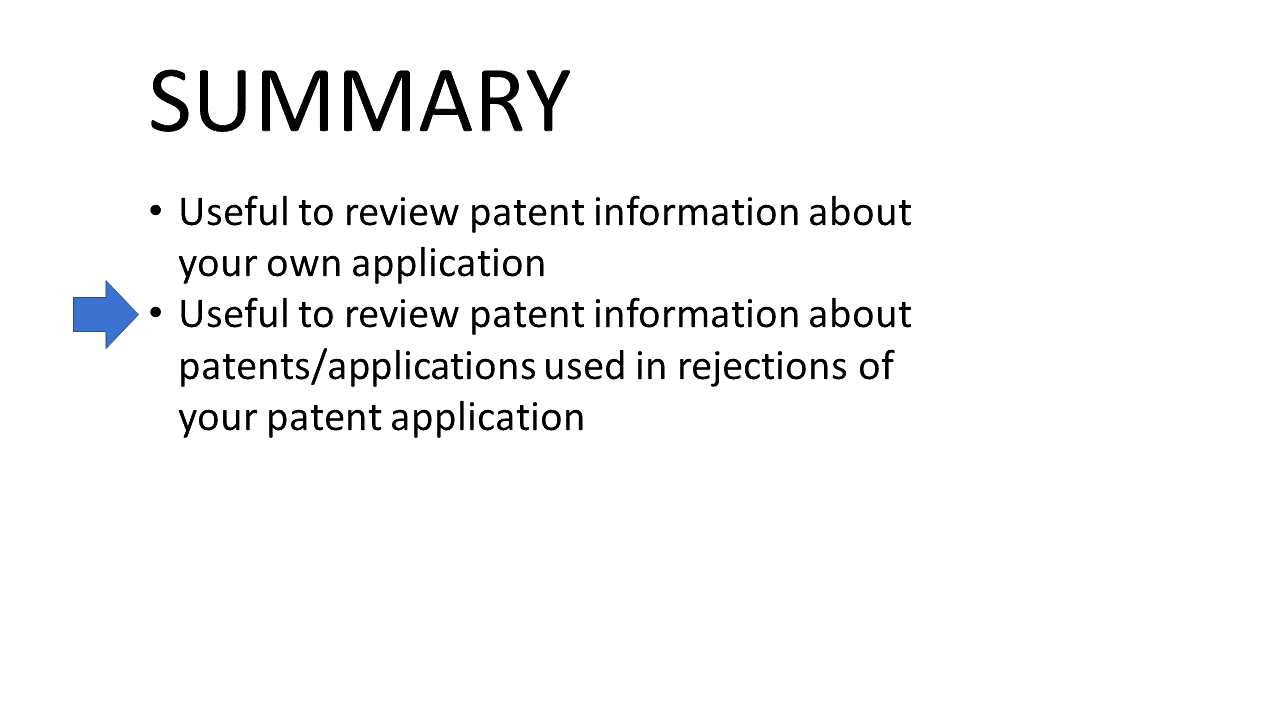 SUMMARY
• Useful to review patent information about
your own application
• Useful to review patent information about
patents/applications used in rejections of
your patent application